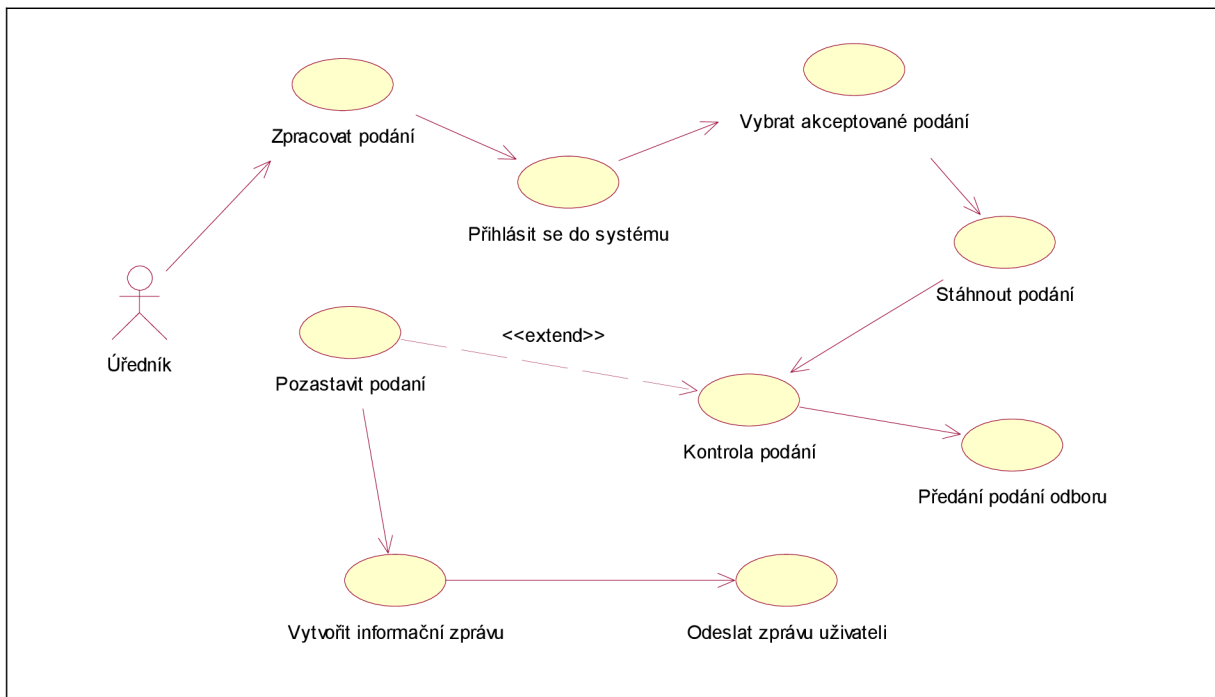 Zpracovat podání
Vybrat akceptované podání
Přihlásit se do systému
Stáhnout podání
<<extend>>
Úředník
Pozastavit podaní
Kontrola podání
Předání podání odboru
Vytvořit informační zprávu
Odeslat zprávu uživateli